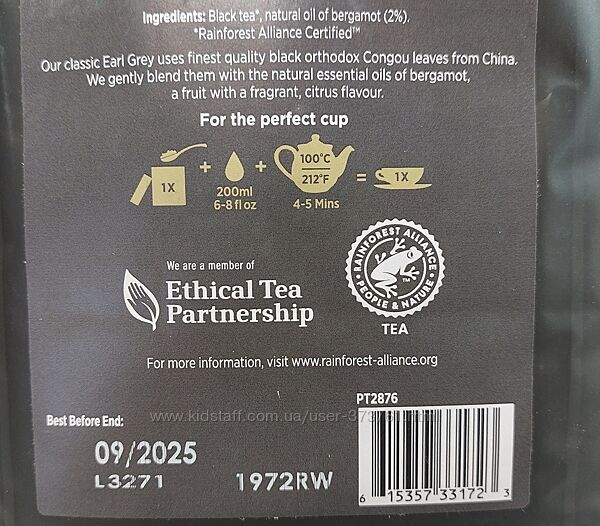 Ingredients: Black tea*, natural oil of bergamot (2%).
*Rainforest Alliance Certified™
Our classic Earl Grey uses finest quality black orthodox Congou leaves from China.
We gently blend them with the natural essential oils of bergamot,
a fruit with a fragrant, citrus flavour.
For the perfect cup
1X + 200ml 6-8 fl oz + 100°C 212°F 4-5 Mins = 1X
We are a member of
Ethical Tea
Partnership
RAINFOREST ALLIANCE
PEOPLE & NATURE
TM
TEA
For more information, visit www.rainforest-alliance.org
PT2876
Best Before End:
09/2025
L3271
1972RW
6 15357 33172 3
www.kidstaff.com.ua/user-373